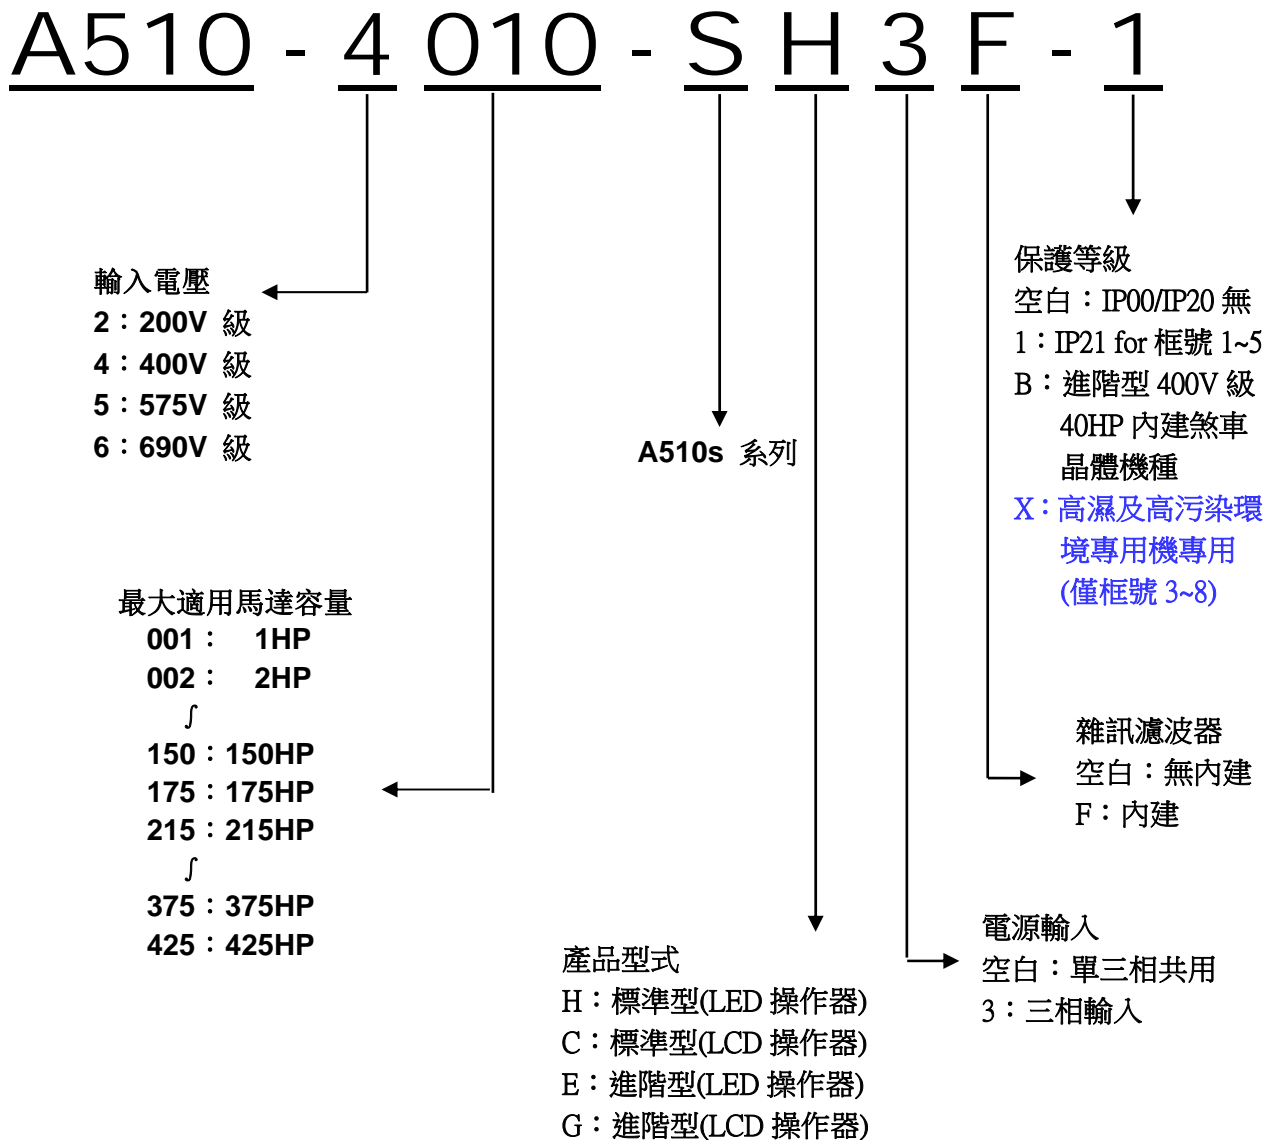 A510 - 4 010 - S H 3 F - 1
輸入電壓
2：200V 級
4：400V 級
5：575V 級
6：690V 級
最大適用馬達容量
001： 1HP
002： 2HP
∫
150：150HP
175：175HP
215：215HP
∫
375：375HP
425：425HP
A510s 系列
產品型式
H：標準型(LED 操作器)
C：標準型(LCD 操作器)
E：進階型(LED 操作器)
G：進階型(LCD 操作器)
電源輸入
空白：單三相共用
3：三相輸入
雜訊濾波器
空白：無內建
F：內建
保護等級
空白：IP00/IP20 無
1：IP21 for 框號 1~5
B：進階型 400V 級
40HP 內建煞車
晶體機種
X：高濕及高污染環
境專用機專用
(僅框號 3~8)